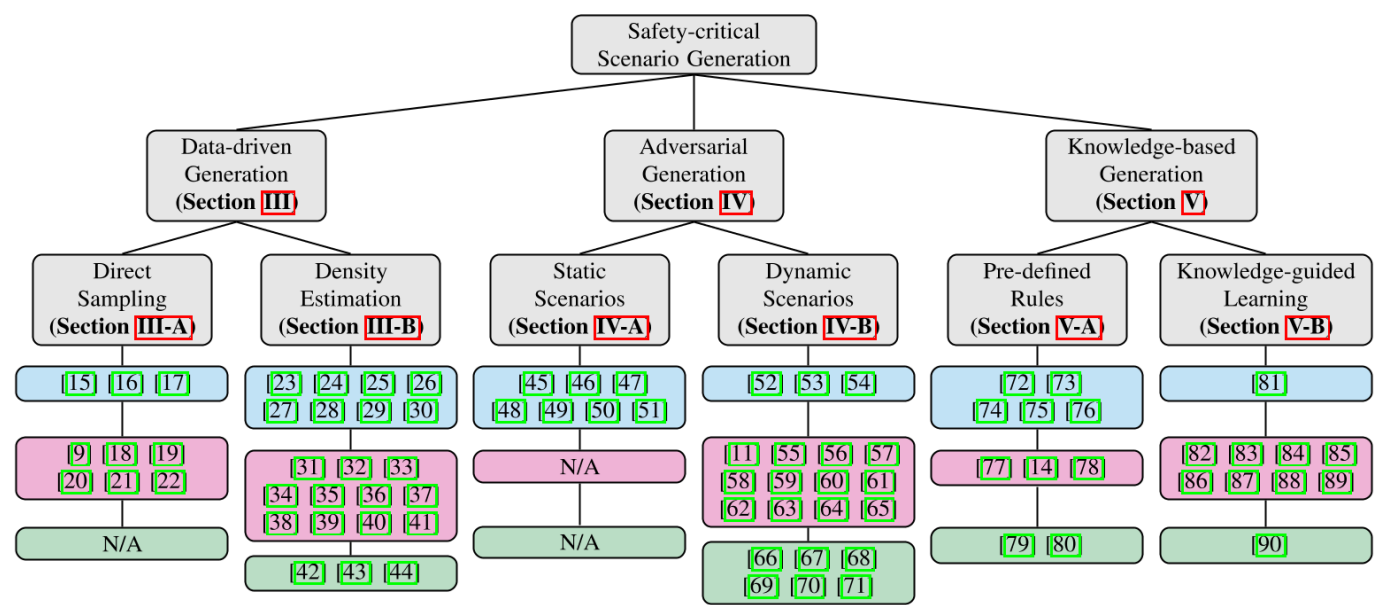 Safety-critical
Scenario Generation
Data-driven
Generation
(Section III)
Adversarial
Generation
(Section IV)
Knowledge-based
Generation
(Section V)
Direct
Sampling
(Section III-A)
Density
Estimation
(Section III-B)
Static
Scenarios
(Section IV-A)
Dynamic
Scenarios
(Section IV-B)
Pre-defined
Rules
(Section V-A)
Knowledge-guided
Learning
(Section V-B)
[15] [16] [17]
[9] [18] [19]
[20] [21] [22]
N/A
[23] [24] [25] [26]
[27] [28] [29] [30]
[31] [32] [33]
[34] [35] [36] [37]
[38] [39] [40] [41]
[42] [43] [44]
[45] [46] [47]
[48] [49] [50] [51]
N/A
N/A
[52] [53] [54]
[11] [55] [56] [57]
[58] [59] [60] [61]
[62] [63] [64] [65]
[66] [67] [68]
[69] [70] [71]
[72] [73]
[74] [75] [76]
[77] [14] [78]
[79] [80]
[81]
[82] [83] [84] [85]
[86] [87] [88] [89]
[90]